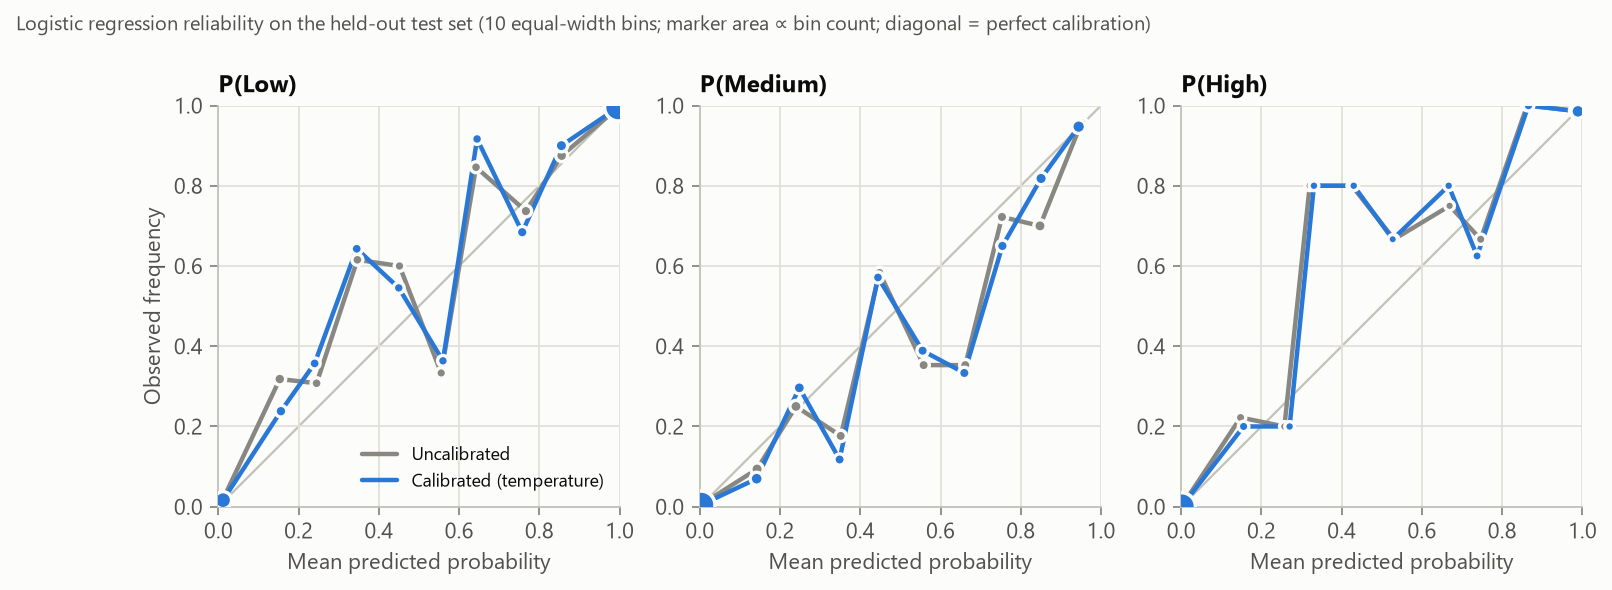 Logistic regression reliability on the held-out test set (10 equal-width bins; marker area ∝ bin count; diagonal = perfect calibration)
P(Low)
P(Medium)
P(High)
Observed frequency
1.0
0.8
0.6
0.4
0.2
0.0
Uncalibrated
Calibrated (temperature)
0.0 0.2 0.4 0.6 0.8 1.0
Mean predicted probability
1.0
0.8
0.6
0.4
0.2
0.0
0.0 0.2 0.4 0.6 0.8 1.0
Mean predicted probability
1.0
0.8
0.6
0.4
0.2
0.0
0.0 0.2 0.4 0.6 0.8 1.0
Mean predicted probability